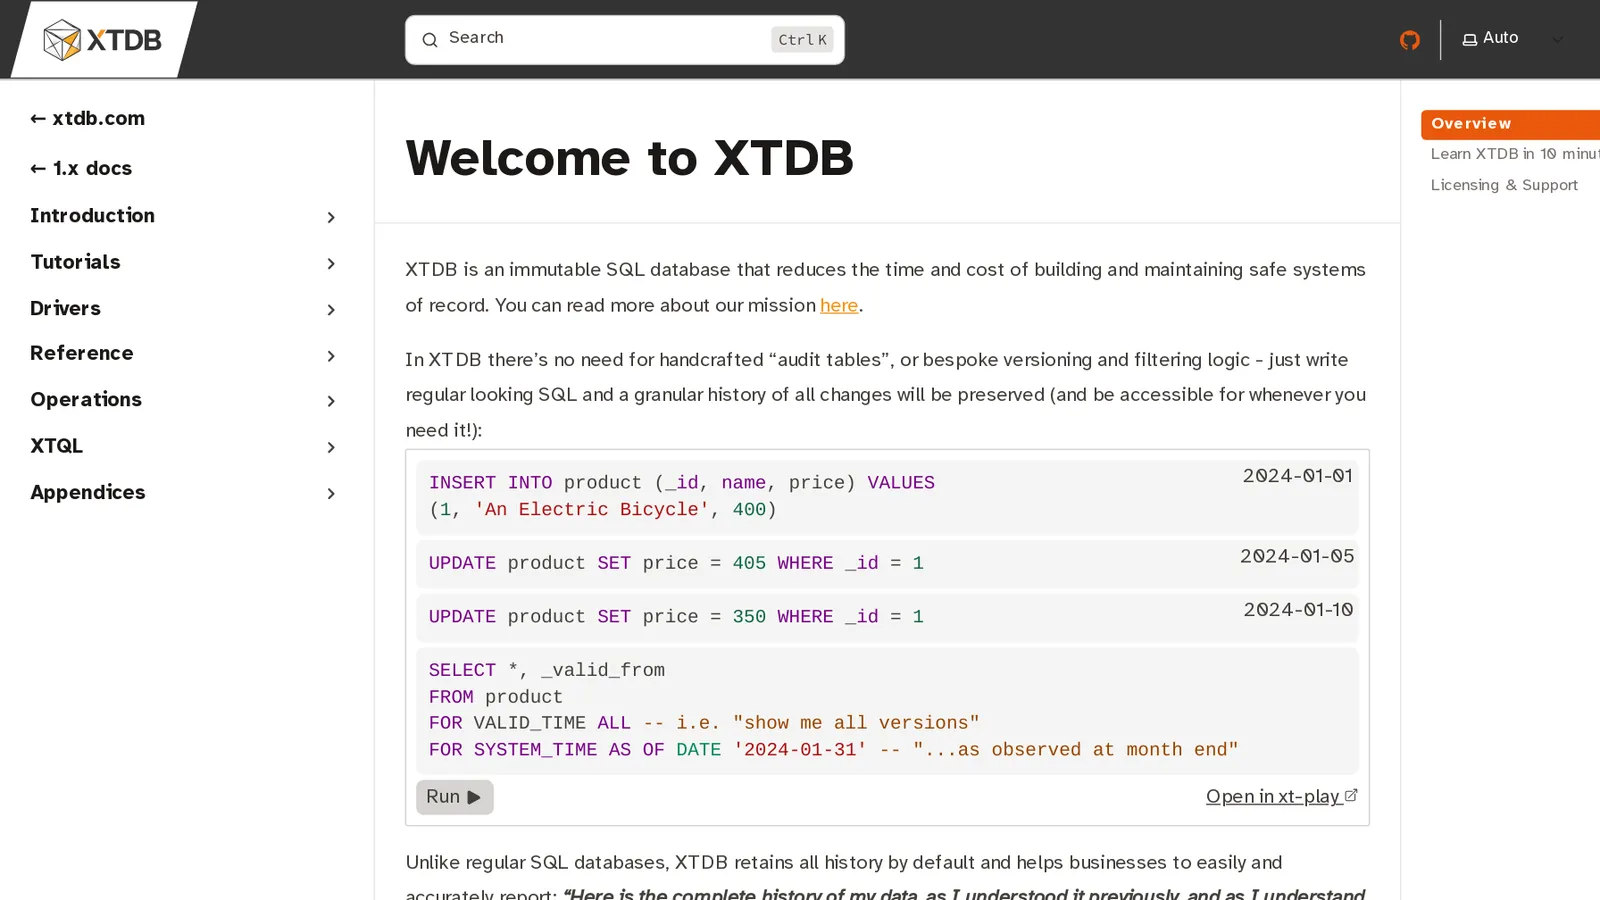 XTDB
Search
Ctrl K
Auto
← xtdb.com
← 1.x docs
Introduction
Tutorials
Drivers
Reference
Operations
XTQL
Appendices
Welcome to XTDB
XTDB is an immutable SQL database that reduces the time and cost of building and maintaining safe systems
of record. You can read more about our mission here.
In XTDB there’s no need for handcrafted “audit tables”, or bespoke versioning and filtering logic - just write
regular looking SQL and a granular history of all changes will be preserved (and be accessible for whenever you
need it!):
INSERT INTO product (_id, name, price) VALUES
2024-01-01
(1, 'An Electric Bicycle', 400)
UPDATE product SET price = 405 WHERE _id = 1
2024-01-05
UPDATE product SET price = 350 WHERE _id = 1
2024-01-10
SELECT *, _valid_from
FROM product
FOR VALID_TIME ALL -- i.e. "show me all versions"
FOR SYSTEM_TIME AS OF DATE '2024-01-31' -- "...as observed at month end"
Run
Open in xt-play
Unlike regular SQL databases, XTDB retains all history by default and helps businesses to easily and
accurately report: “Here is the complete history of my data, as I understood it previously, and as I understand
Overview
Learn XTDB in 10 minut
Licensing & Support